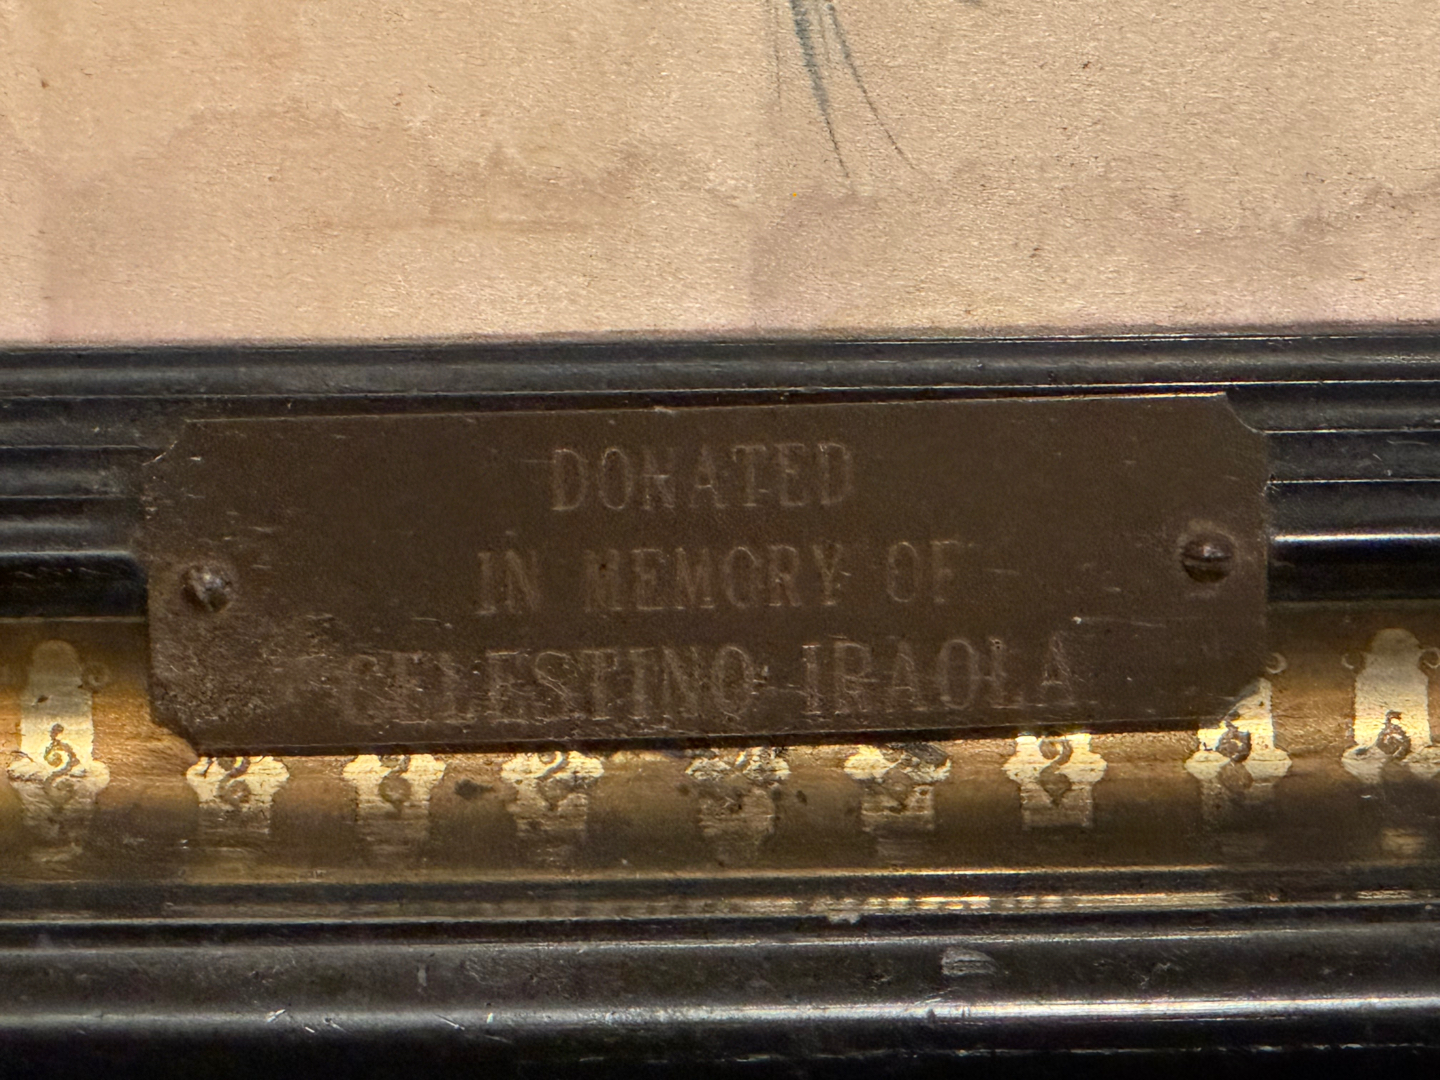 DONATED
IN MEMORY OF
CELESTINO IRAOLA